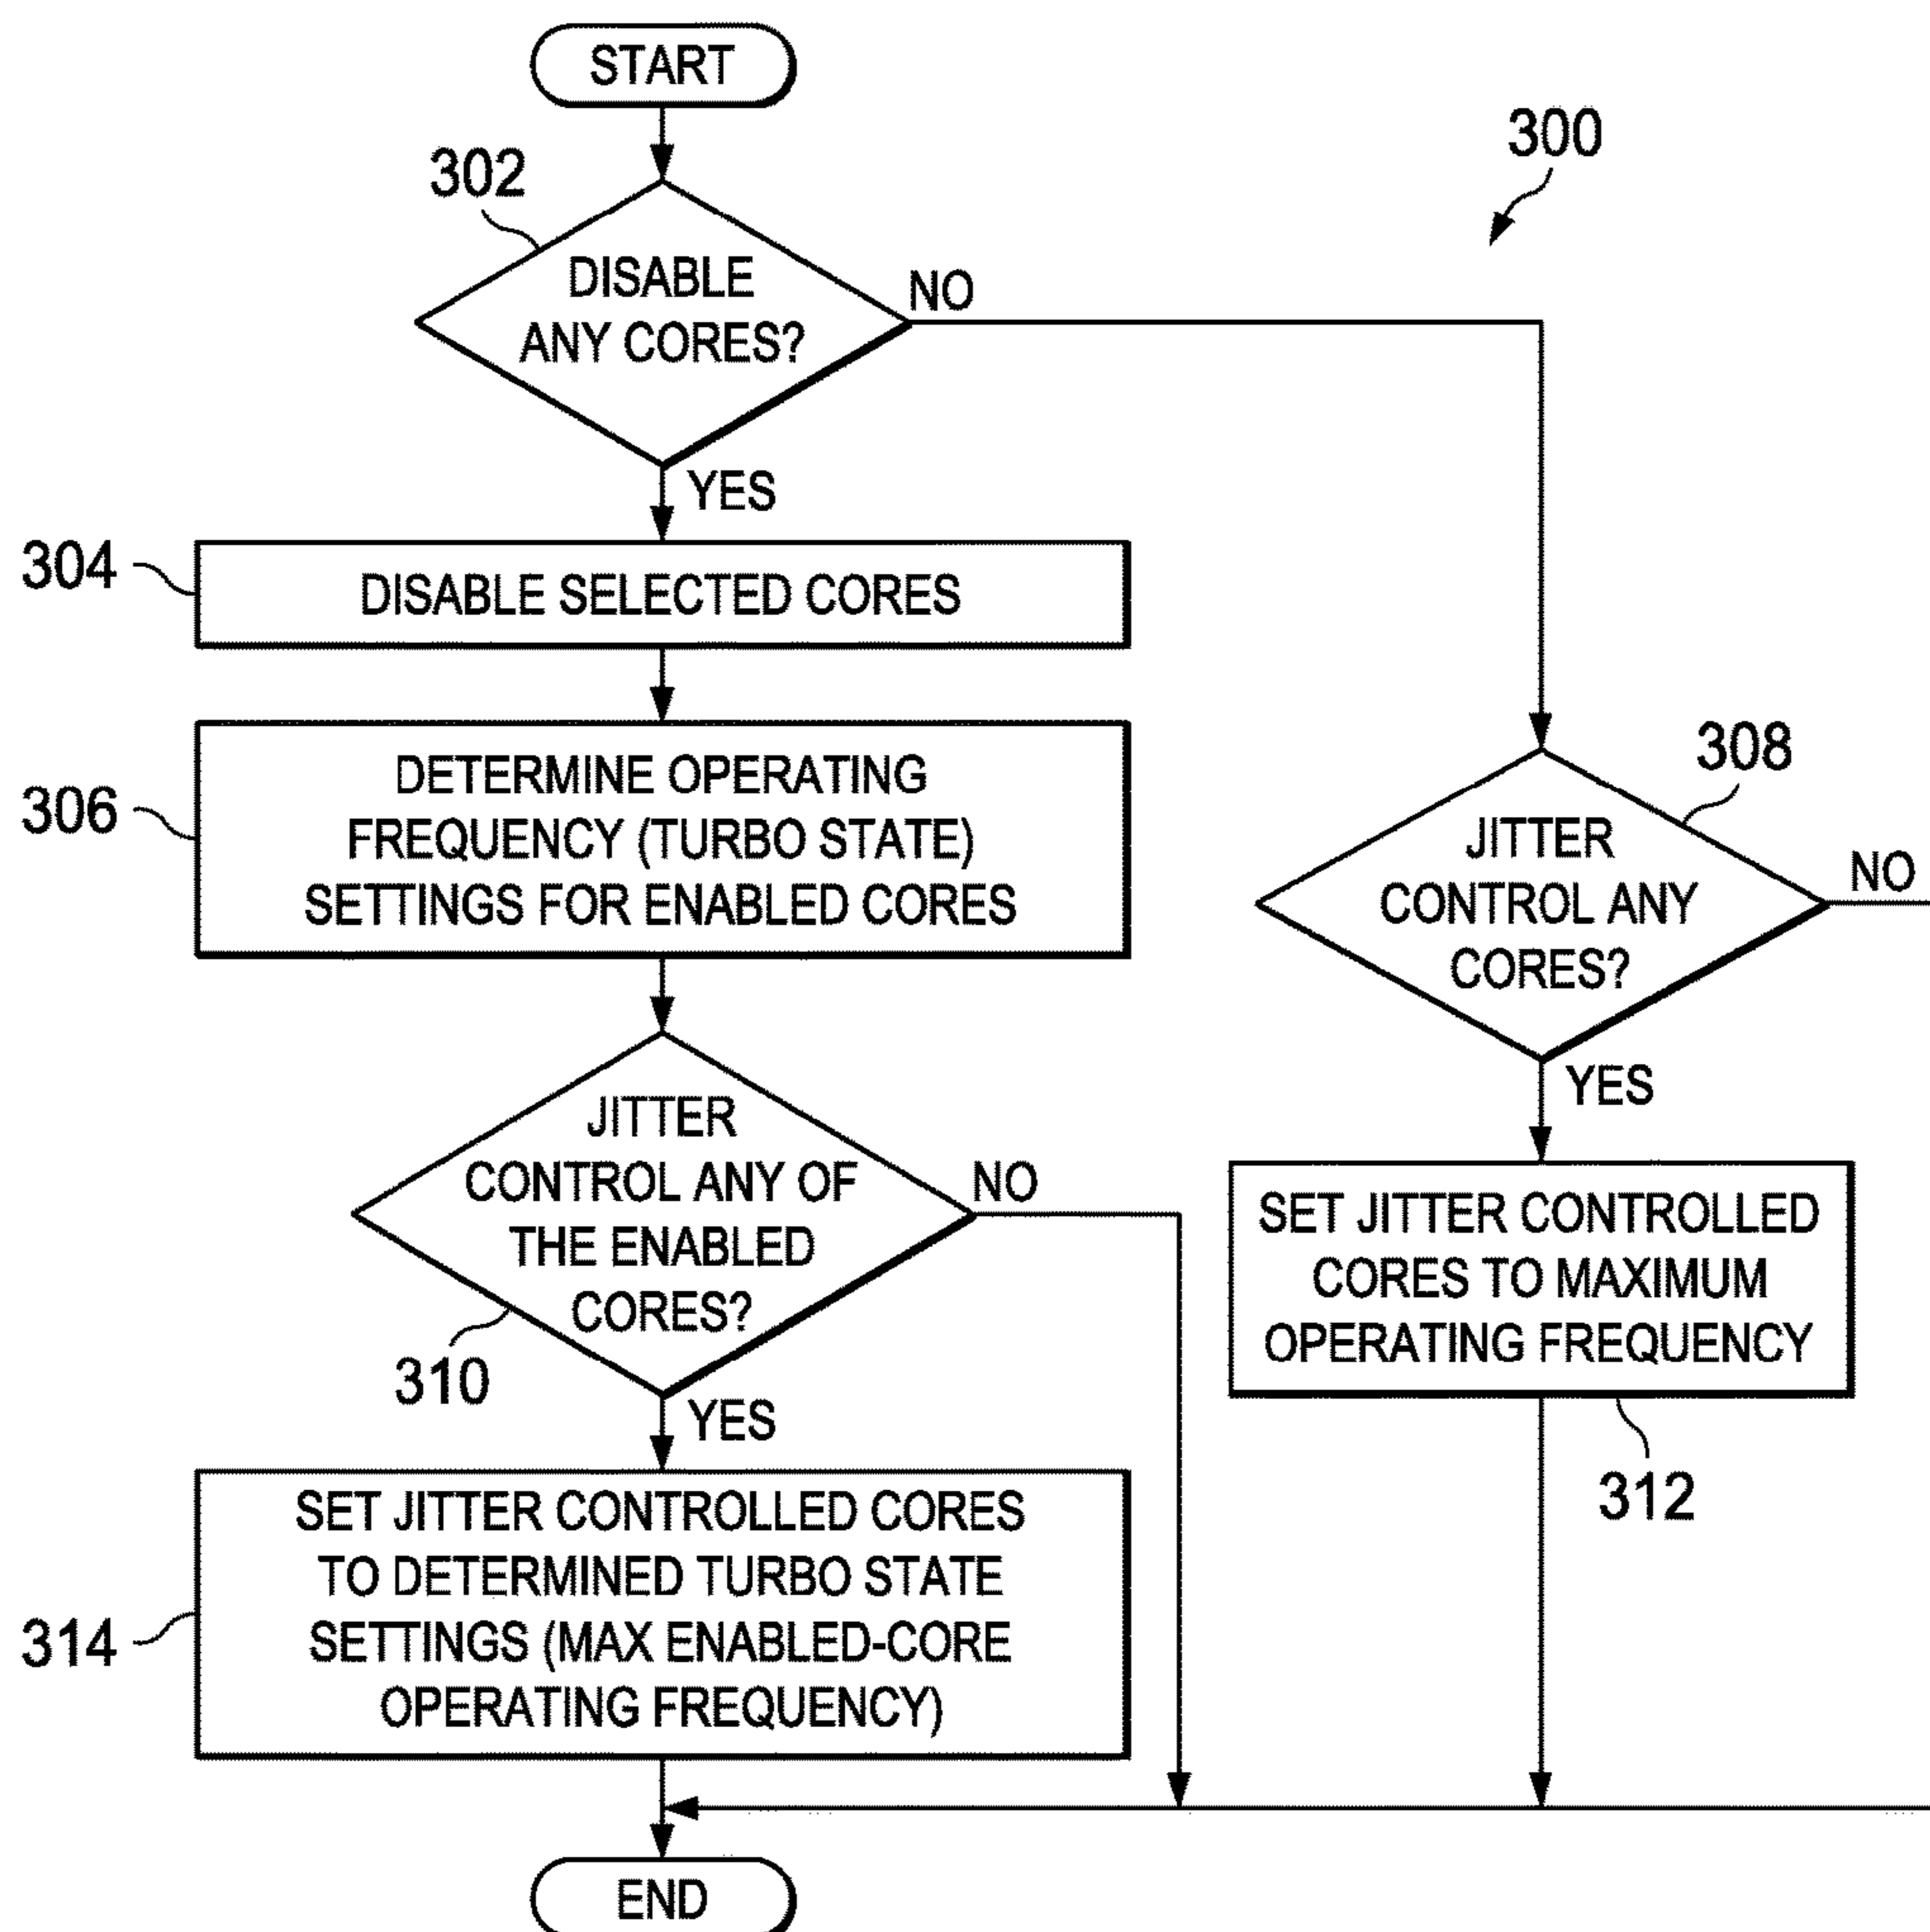 START
300
302
DISABLE
ANY CORES?
NO
YES
304
DISABLE SELECTED CORES
306
DETERMINE OPERATING
FREQUENCY (TURBO STATE)
SETTINGS FOR ENABLED CORES
308
JITTER
CONTROL ANY
CORES?
NO
YES
JITTER
CONTROL ANY OF
THE ENABLED
CORES?
NO
310
YES
SET JITTER CONTROLLED
CORES TO MAXIMUM
OPERATING FREQUENCY
312
314
SET JITTER CONTROLLED CORES
TO DETERMINED TURBO STATE
SETTINGS (MAX ENABLED-CORE
OPERATING FREQUENCY)
END